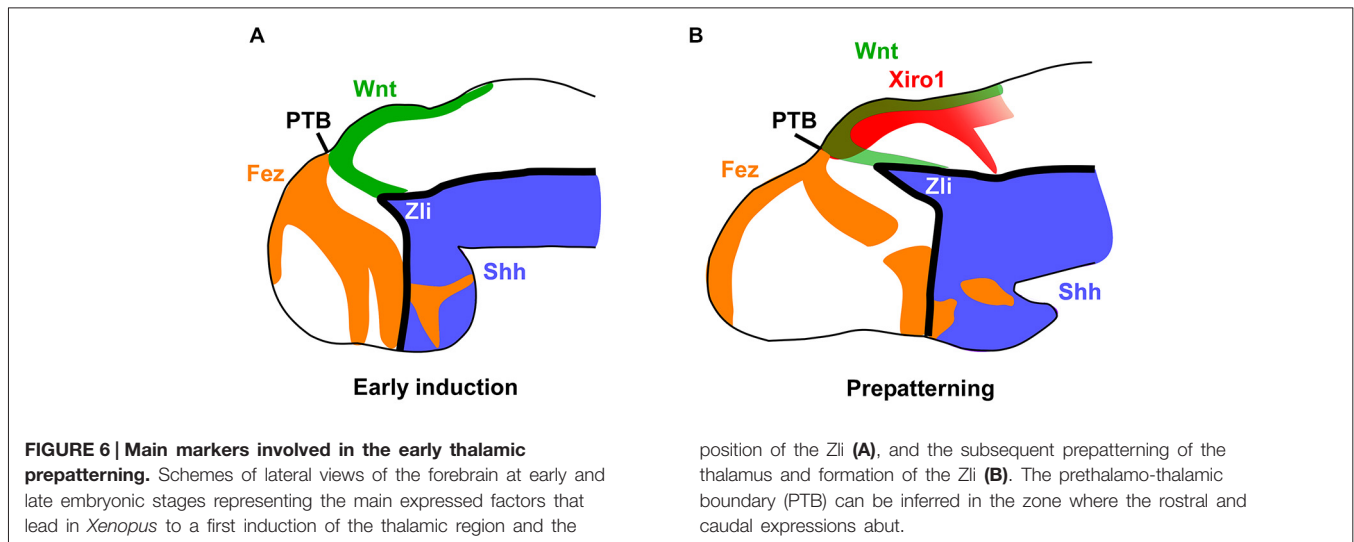 A
Wnt
PTB
Fez
Zli
Shh
Early induction
B
Wnt
Xiro1
PTB
Fez
Zli
Shh
Prepatterning
FIGURE 6 | Main markers involved in the early thalamic
prepatterning. Schemes of lateral views of the forebrain at early and
late embryonic stages representing the main expressed factors that
lead in Xenopus to a first induction of the thalamic region and the
position of the Zli (A), and the subsequent prepatterning of the
thalamus and formation of the Zli (B). The prethalamo-thalamic
boundary (PTB) can be inferred in the zone where the rostral and
caudal expressions abut.